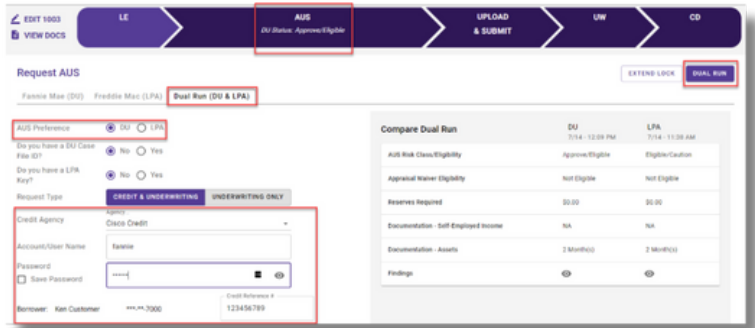 EDIT 1003
VIEW DOCS
LE
AUS
DU Status: Approve/Eligible
UPLOAD
& SUBMIT
UW
CD
Request AUS
EXTEND LOCK
DUAL RUN
Fannie Mae (DU)
Freddie Mac (LPA)
Dual Run (DU & LPA)
AUS Preference
DU
LPA
Do you have a DU Case
File ID?
No
Yes
Do you have a LPA
Key?
No
Yes
Request Type
CREDIT & UNDERWRITING
UNDERWRITING ONLY
Credit Agency
Agency
Cisco Credit
Account/User Name
fannie
Password
Save Password
Borrower: Ken Customer
***-**-7000
Credit Reference #
123456789
Compare Dual Run
DU
7/14 - 12:09 PM
LPA
7/14 - 11:38 AM
AUS Risk Class/Eligibility
Approve/Eligible
Eligible/Caution
Appraisal Waiver Eligibility
Not Eligible
Not Eligible
Reserves Required
$0.00
$0.00
Documentation - Self-Employed Income
NA
NA
Documentation - Assets
2 Month(s)
2 Month(s)
Findings